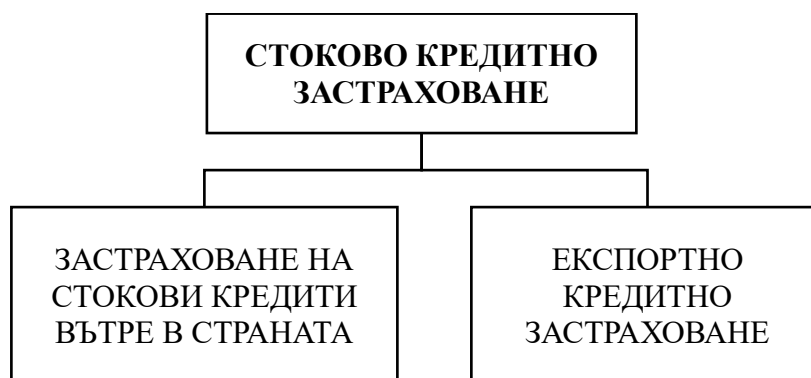 СТОКОВО КРЕДИТНО
ЗАСТРАХОВАНЕ
ЗАСТРАХОВАНЕ НА
СТОКОВИ КРЕДИТИ
ВЪТРЕ В СТРАНАТА
ЕКСПОРТНО
КРЕДИТНО
ЗАСТРАХОВАНЕ